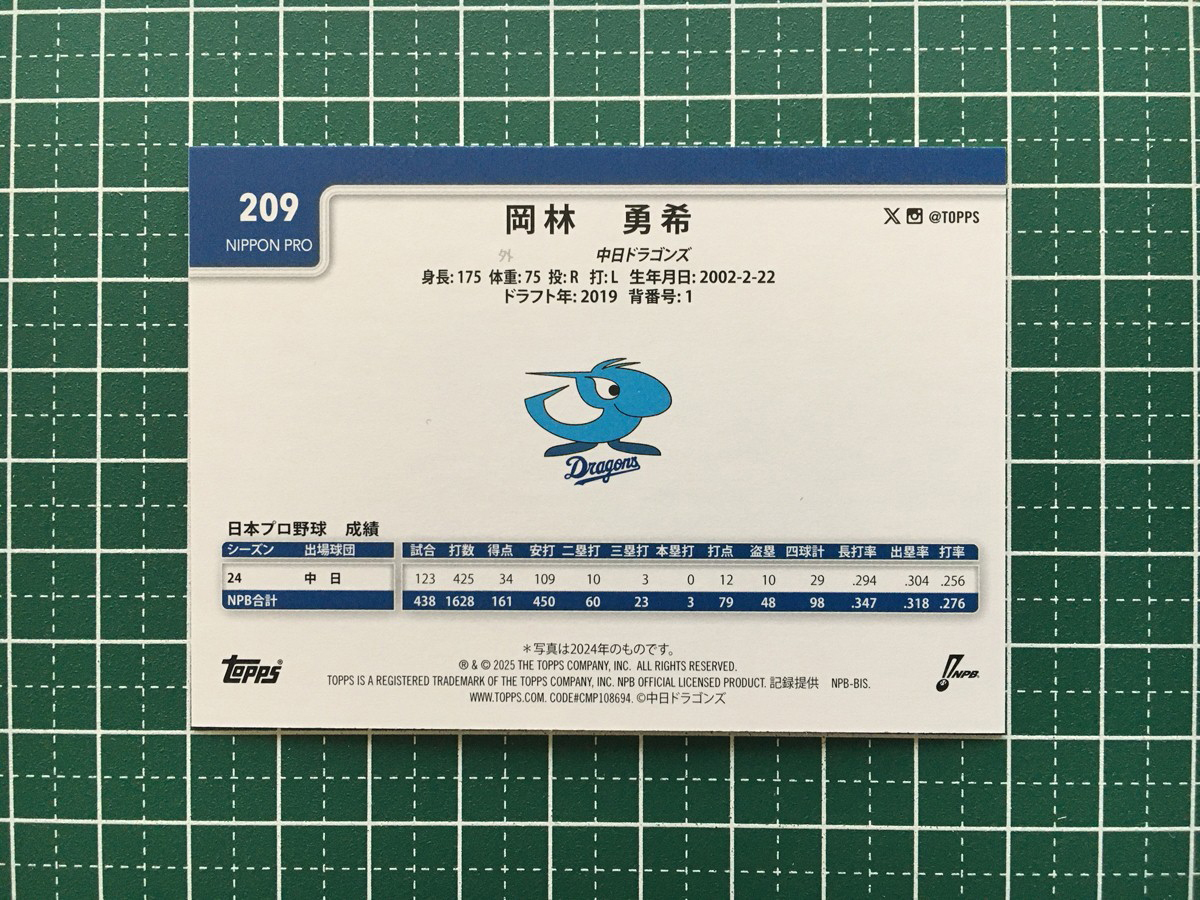 209
NIPPON PRO
岡林 勇希
@TOPPS
外 中日ドラゴンズ
身長: 175 体重: 75 投: R 打: L 生年月日: 2002-2-22
ドラフト年: 2019 背番号: 1
Dragons
日本プロ野球 成績
シーズン 出場球団 試合 打数 得点 安打 二塁打 三塁打 本塁打 打点 盗塁 四球計 長打率 出塁率 打率
24 中 日 123 425 34 109 10 3 0 12 10 29 .294 .304 .256
NPB合計 438 1628 161 450 60 23 3 79 48 98 .347 .318 .276
＊写真は2024年のものです。
® & © 2025 THE TOPPS COMPANY, INC. ALL RIGHTS RESERVED.
TOPPS IS A REGISTERED TRADEMARK OF THE TOPPS COMPANY, INC. NPB OFFICIAL LICENSED PRODUCT. 記録提供 NPB-BIS.
WWW.TOPPS.COM. CODE#CMP108694. ©中日ドラゴンズ
TOPPS®
NPB